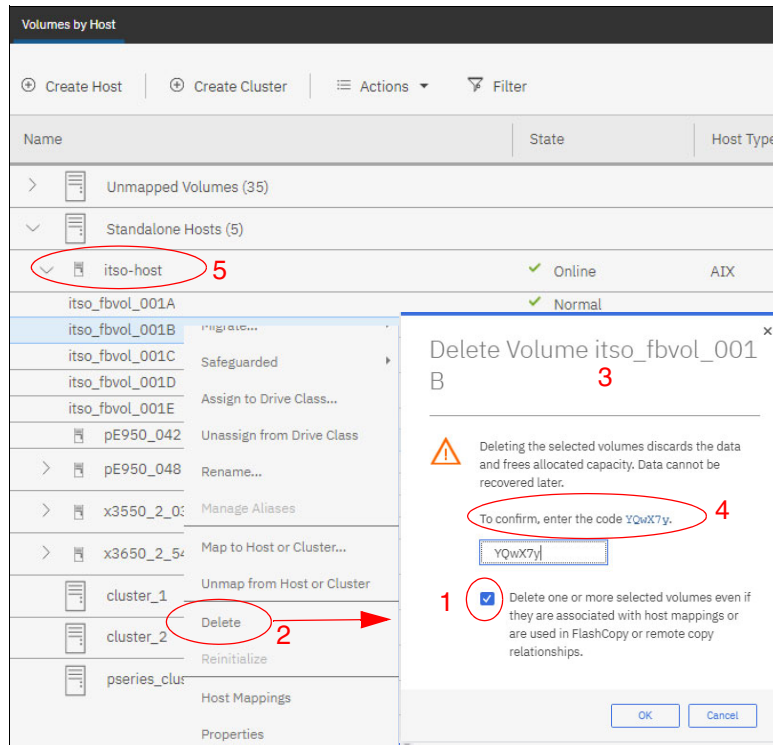 Volumes by Host
Create Host Create Cluster Actions Filter
Name State Host Type
Unmapped Volumes (35)
Standalone Hosts (5)
itso-host 5 Online AIX
itso_fbvol_001A Normal
itso_fbvol_001B
itso_fbvol_001C
itso_fbvol_001D
itso_fbvol_001E
pE950_042
pE950_048
x3550_2_03
x3650_2_54
cluster_1
cluster_2
pseries_clus
Migrate...
Safeguarded
Assign to Drive Class...
Unassign from Drive Class
Rename...
Manage Aliases
Map to Host or Cluster...
Unmap from Host or Cluster
Delete
2
Reinitialize
Host Mappings
Properties
Delete Volume itso_fbvol_001
B
3
Deleting the selected volumes discards the data
and frees allocated capacity. Data cannot be
recovered later.
To confirm, enter the code YQwX7y.
4
YQwX7y
1
Delete one or more selected volumes even if
they are associated with host mappings or
are used in FlashCopy or remote copy
relationships.
OK Cancel